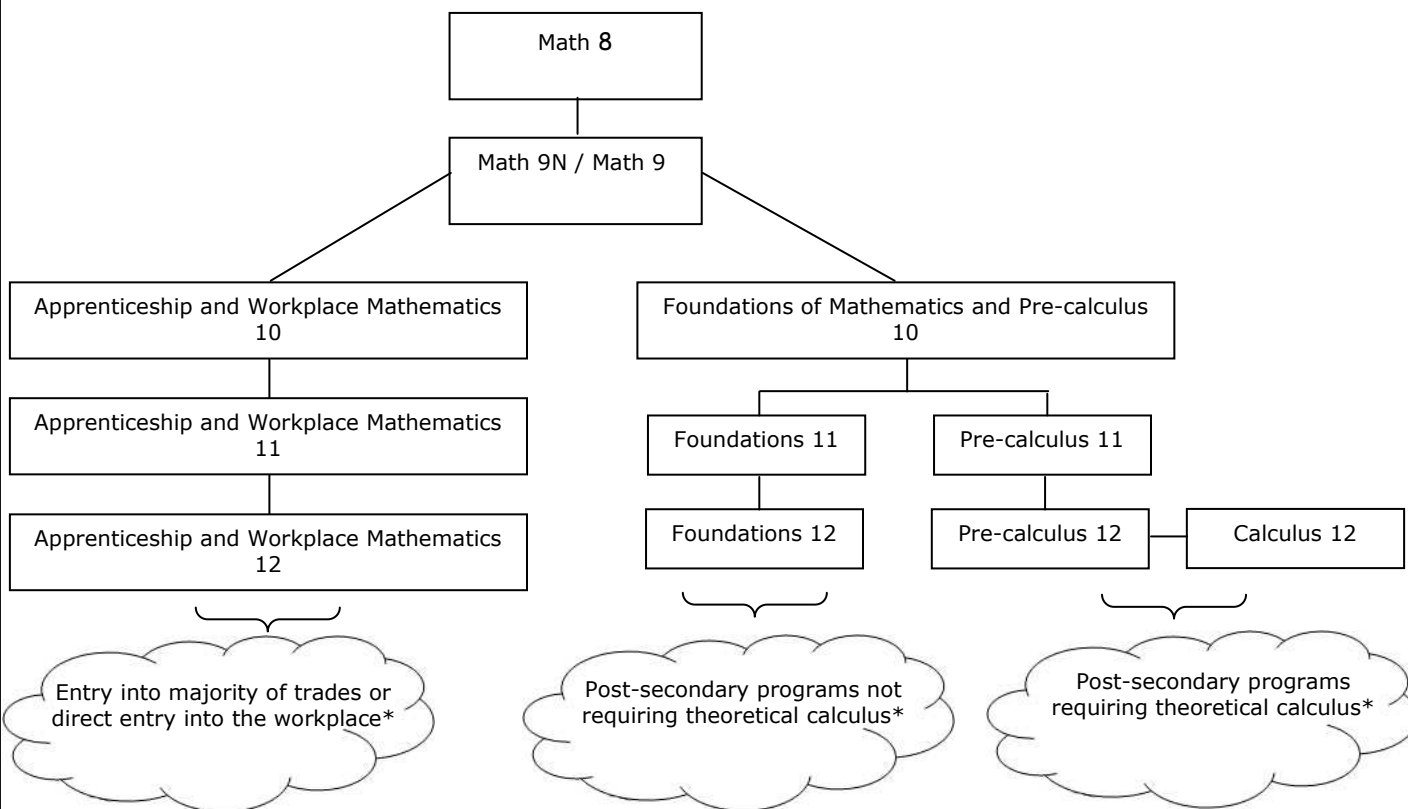 Math 8
Math 9N / Math 9
Apprenticeship and Workplace Mathematics
10
Foundations of Mathematics and Pre-calculus
10
Apprenticeship and Workplace Mathematics
11
Foundations 11
Pre-calculus 11
Apprenticeship and Workplace Mathematics
12
Foundations 12
Pre-calculus 12
Calculus 12
Entry into majority of trades or
direct entry into the workplace*
Post-secondary programs not
requiring theoretical calculus*
Post-secondary programs
requiring theoretical calculus*